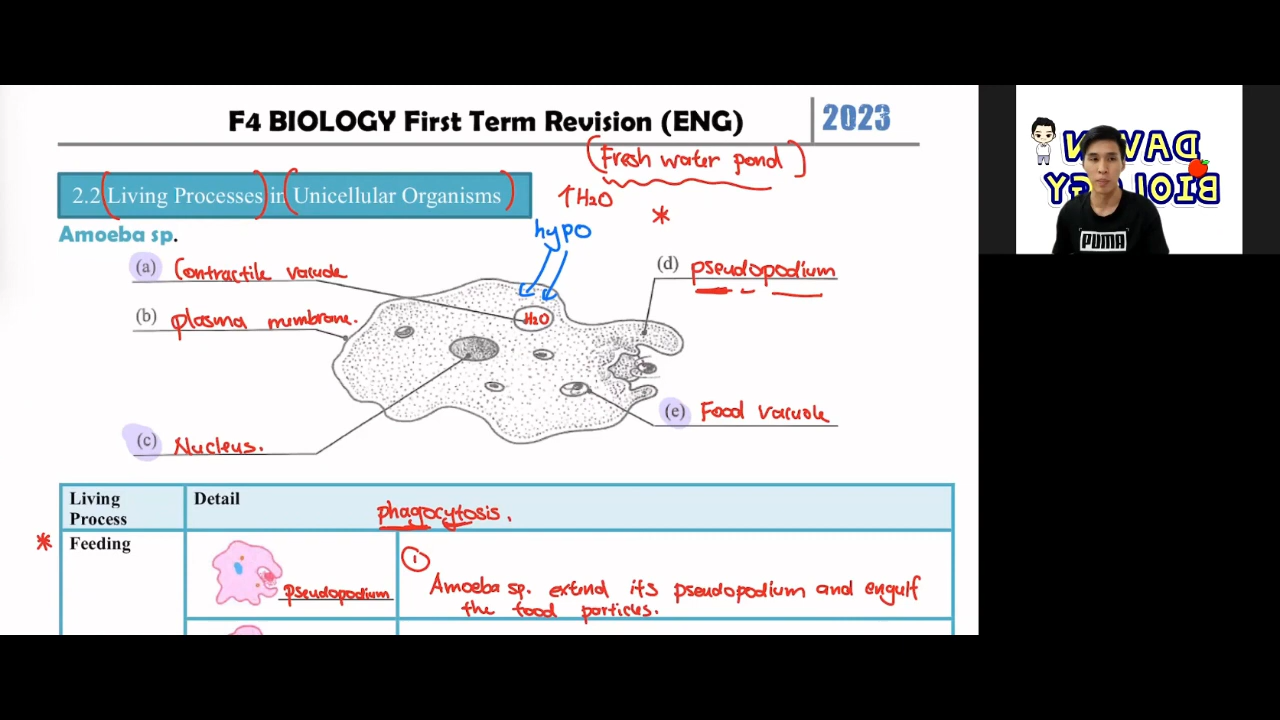 F4 BIOLOGY First Term Revision (ENG)
2023
(Fresh water pond)
2.2 (Living Processes) in (Unicellular Organisms)
↑H2O
*
Amoeba sp.
hypo
(a) Contractile vacuole
(d) pseudopodium
(b) plasma membrane.
H2O
(e) Food vacuole
(c) Nucleus.
Living Process
Detail
phagocytosis.
* Feeding
1
pseudopodium
Amoeba sp. extend its pseudopodium and engulf
the food particles.
DAVEN
BIOLOGY
PUMA